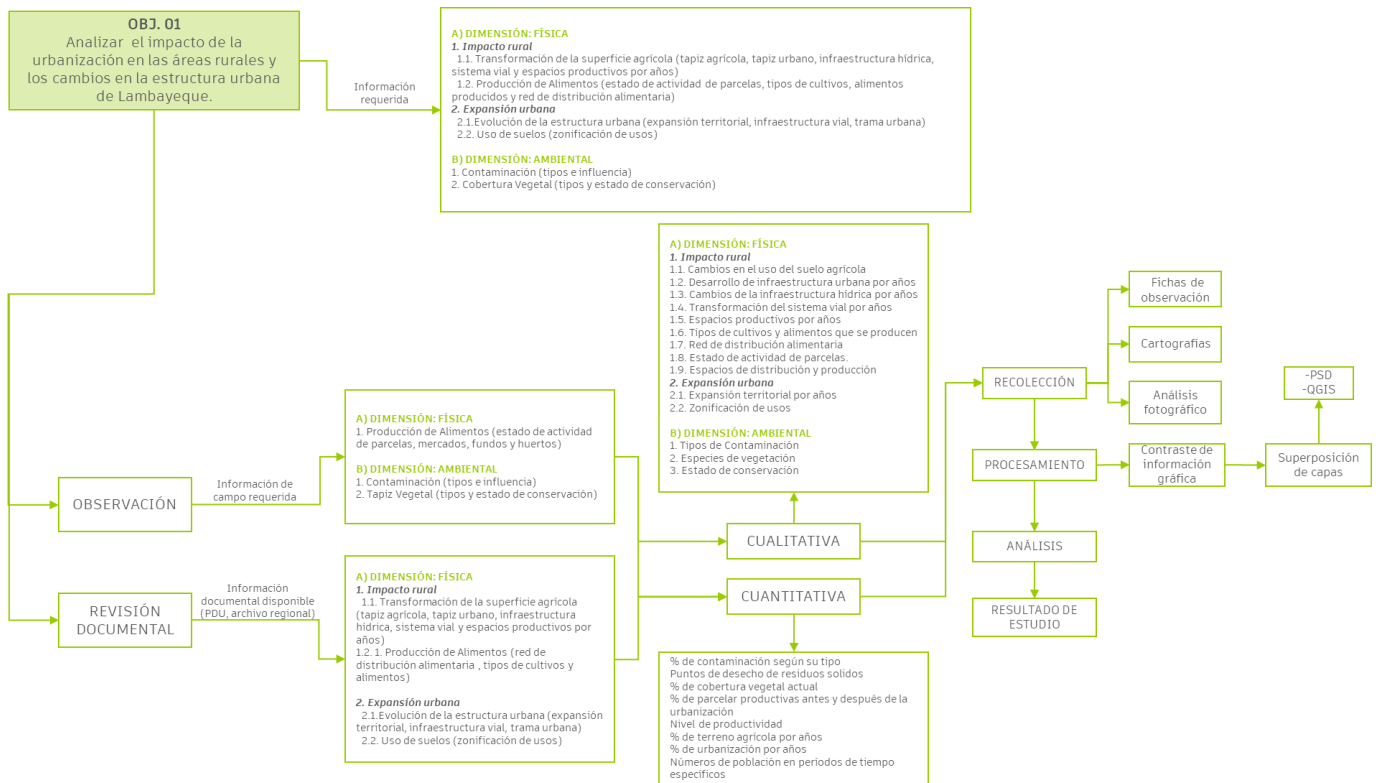 OBJ. 01
Analizar el impacto de la
urbanización en las áreas rurales y
los cambios en la estructura urbana
de Lambayeque.
Información
requerida
A) DIMENSIÓN: FÍSICA
1. Impacto rural
1.1. Transformación de la superficie agrícola (tapiz agrícola, tapiz urbano, infraestructura hídrica,
sistema vial y espacios productivos por años)
1.2. Producción de Alimentos (estado de actividad de parcelas, tipos de cultivos, alimentos
producidos y red de distribución alimentaria)
2. Expansión urbana
2.1.Evolución de la estructura urbana (expansión territorial, infraestructura vial, trama urbana)
2.2. Uso de suelos (zonificación de usos)
B) DIMENSIÓN: AMBIENTAL
1. Contaminación (tipos e influencia)
2. Cobertura Vegetal (tipos y estado de conservación)
OBSERVACIÓN
Información de
campo requerida
A) DIMENSIÓN: FÍSICA
1. Producción de Alimentos (estado de actividad
de parcelas, mercados, fundos y huertos)
B) DIMENSIÓN: AMBIENTAL
1. Contaminación (tipos e influencia)
2. Tapiz Vegetal (tipos y estado de conservación)
REVISIÓN
DOCUMENTAL
Información
documental disponible
(PDU, archivo regional)
A) DIMENSIÓN: FÍSICA
1. Impacto rural
1.1. Transformación de la superficie agrícola
(tapiz agrícola, tapiz urbano, infraestructura
hídrica, sistema vial y espacios productivos por
años)
1.2. 1. Producción de Alimentos (red de
distribución alimentaria , tipos de cultivos y
alimentos)
2. Expansión urbana
2.1.Evolución de la estructura urbana (expansión
territorial, infraestructura vial, trama urbana)
2.2. Uso de suelos (zonificación de usos)
A) DIMENSIÓN: FÍSICA
1. Impacto rural
1.1. Cambios en el uso del suelo agrícola
1.2. Desarrollo de infraestructura urbana por años
1.3. Cambios de la infraestructura hídrica por años
1.4. Transformación del sistema vial por años
1.5. Espacios productivos por años
1.6. Tipos de cultivos y alimentos que se producen
1.7. Red de distribución alimentaria
1.8. Estado de actividad de parcelas.
1.9. Espacios de distribución y producción
2. Expansión urbana
2.1. Expansión territorial por años
2.2. Zonificación de usos
B) DIMENSIÓN: AMBIENTAL
1. Tipos de Contaminación
2. Especies de vegetación
3. Estado de conservación
CUALITATIVA
CUANTITATIVA
% de contaminación según su tipo
Puntos de desecho de residuos solidos
% de cobertura vegetal actual
% de parcelar productivas antes y después de la
urbanización
Nivel de productividad
% de terreno agrícola por años
% de urbanización por años
Números de población en períodos de tiempo
específicos
RECOLECCIÓN
Fichas de
observación
Cartografías
Análisis
fotográfico
PROCESAMIENTO
Contraste de
información
gráfica
Superposición
de capas
-PSD
-QGIS
ANÁLISIS
RESULTADO DE
ESTUDIO